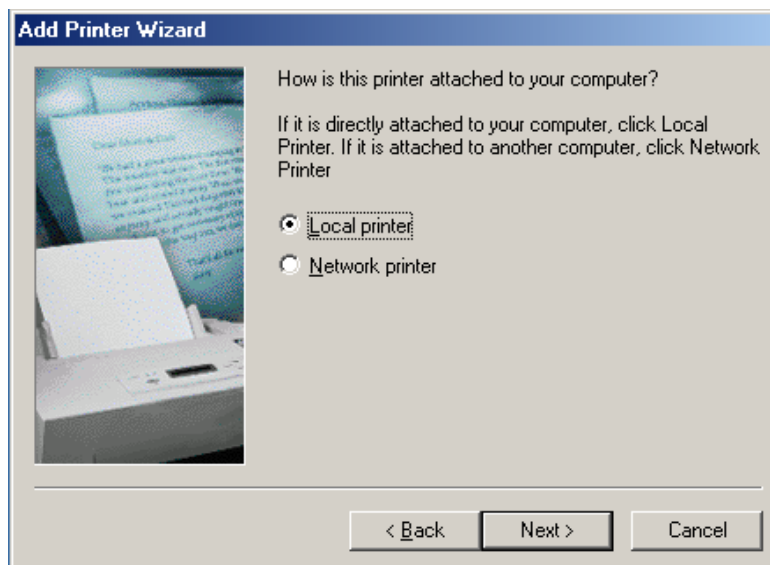 Add Printer Wizard
How is this printer attached to your computer?
If it is directly attached to your computer, click Local
Printer. If it is attached to another computer, click Network
Printer
Local printer
Network printer
< Back
Next >
Cancel